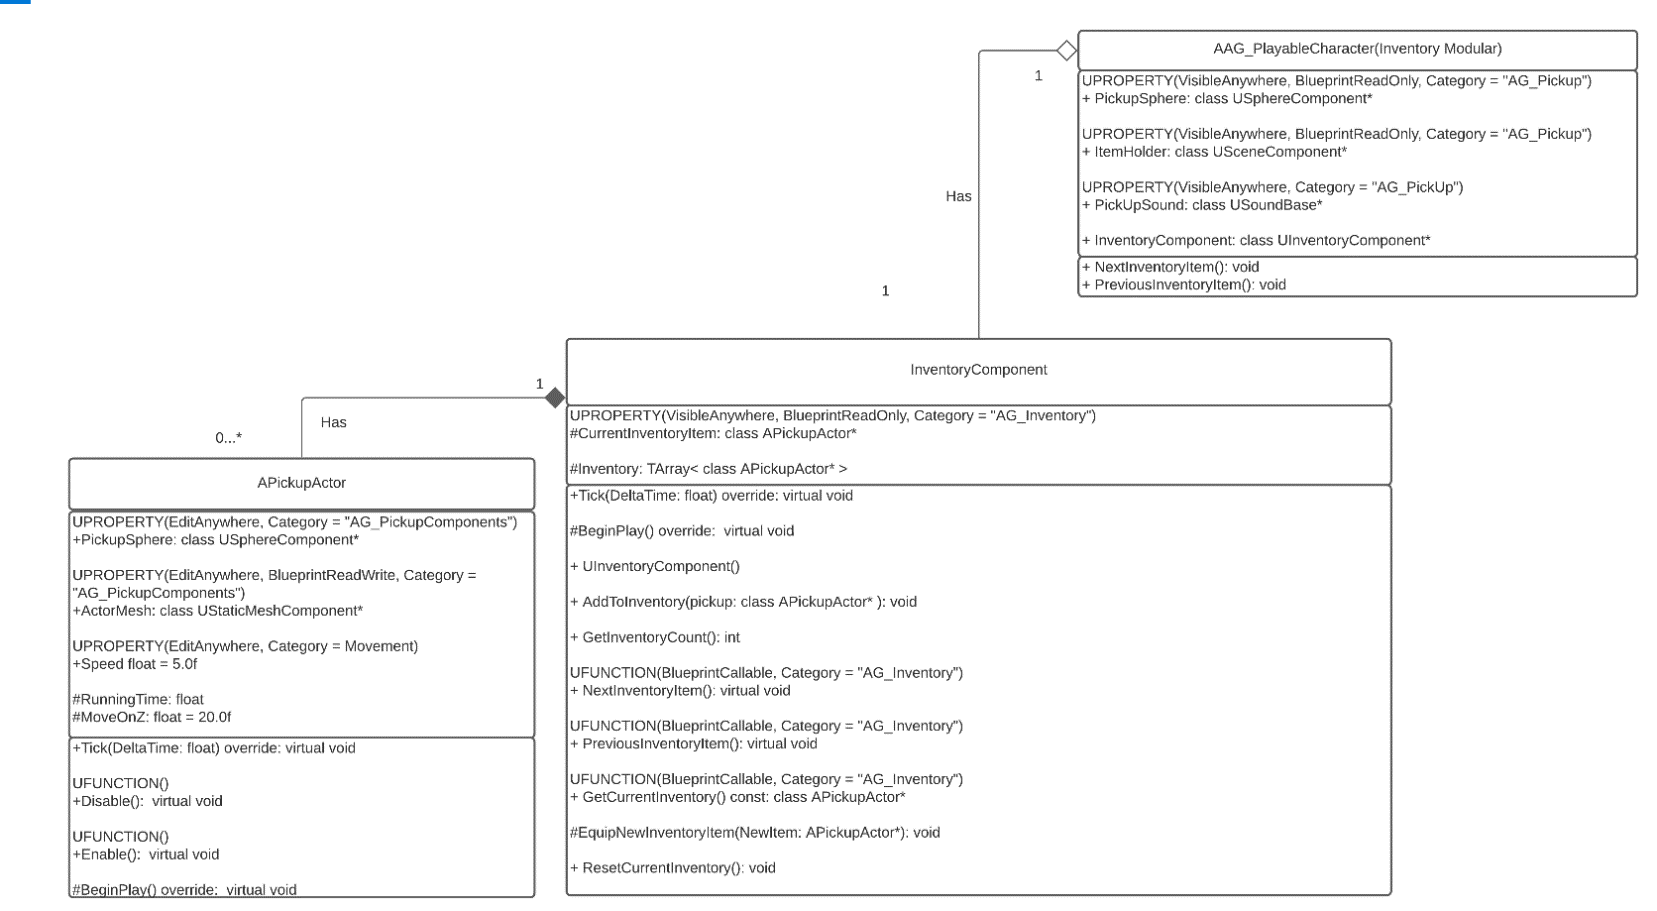 AAG_PlayableCharacter(Inventory Modular)
UPROPERTY(VisibleAnywhere, BlueprintReadOnly, Category = "AG_Pickup")
+ PickupSphere: class USphereComponent*
UPROPERTY(VisibleAnywhere, BlueprintReadOnly, Category = "AG_Pickup")
+ ItemHolder: class USceneComponent*
UPROPERTY(VisibleAnywhere, Category = "AG_PickUp")
+ PickUpSound: class USoundBase*
+ InventoryComponent: class UInventoryComponent*
+ NextInventoryItem(): void
+ PreviousInventoryItem(): void
1
Has
1
InventoryComponent
UPROPERTY(VisibleAnywhere, BlueprintReadOnly, Category = "AG_Inventory")
#CurrentInventoryItem: class APickupActor*
#Inventory: TArray< class APickupActor* >
+Tick(DeltaTime: float) override: virtual void
#BeginPlay() override:  virtual void
+ UInventoryComponent()
+ AddToInventory(pickup: class APickupActor* ): void
+ GetInventoryCount(): int
UFUNCTION(BlueprintCallable, Category = "AG_Inventory")
+ NextInventoryItem(): virtual void
UFUNCTION(BlueprintCallable, Category = "AG_Inventory")
+ PreviousInventoryItem(): virtual void
UFUNCTION(BlueprintCallable, Category = "AG_Inventory")
+ GetCurrentInventory() const: class APickupActor*
#EquipNewInventoryItem(NewItem: APickupActor*): void
+ ResetCurrentInventory(): void
1
Has
0...*
APickupActor
UPROPERTY(EditAnywhere, Category = "AG_PickupComponents")
+PickupSphere: class USphereComponent*
UPROPERTY(EditAnywhere, BlueprintReadWrite, Category =
"AG_PickupComponents")
+ActorMesh: class UStaticMeshComponent*
UPROPERTY(EditAnywhere, Category = Movement)
+Speed float = 5.0f
#RunningTime: float
#MoveOnZ: float = 20.0f
+Tick(DeltaTime: float) override: virtual void
UFUNCTION()
+Disable():  virtual void
UFUNCTION()
+Enable():  virtual void
#BeginPlay() override:  virtual void